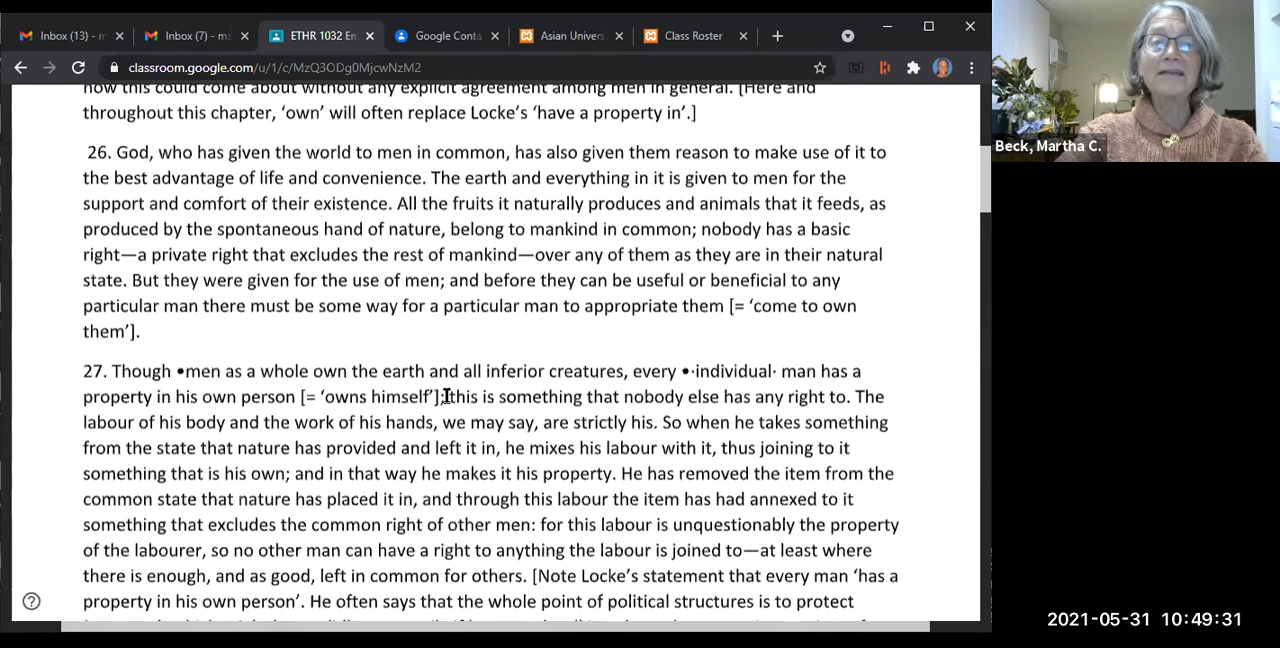 Inbox (13) - m
Inbox (7) - ma
ETHR 1032 En
Google Conta
Asian Univers
Class Roster
classroom.google.com/u/1/c/MzQ3ODg0MjcwNzM2
now this could come about without any explicit agreement among men in general. [Here and
throughout this chapter, ‘own’ will often replace Locke’s ‘have a property in’.]
26. God, who has given the world to men in common, has also given them reason to make use of it to
the best advantage of life and convenience. The earth and everything in it is given to men for the
support and comfort of their existence. All the fruits it naturally produces and animals that it feeds, as
produced by the spontaneous hand of nature, belong to mankind in common; nobody has a basic
right—a private right that excludes the rest of mankind—over any of them as they are in their natural
state. But they were given for the use of men; and before they can be useful or beneficial to any
particular man there must be some way for a particular man to appropriate them [= ‘come to own
them’].
27. Though •men as a whole own the earth and all inferior creatures, every •·individual· man has a
property in his own person [= ‘owns himself’]; this is something that nobody else has any right to. The
labour of his body and the work of his hands, we may say, are strictly his. So when he takes something
from the state that nature has provided and left it in, he mixes his labour with it, thus joining to it
something that is his own; and in that way he makes it his property. He has removed the item from the
common state that nature has placed it in, and through this labour the item has had annexed to it
something that excludes the common right of other men: for this labour is unquestionably the property
of the labourer, so no other man can have a right to anything the labour is joined to—at least where
there is enough, and as good, left in common for others. [Note Locke’s statement that every man ‘has a
property in his own person’. He often says that the whole point of political structures is to protect
Beck, Martha C.
2021-05-31 10:49:31